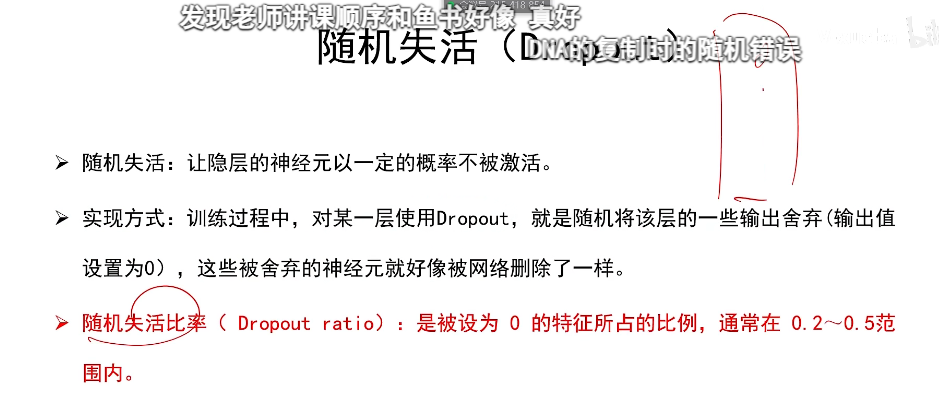 发现老师讲课顺序和鱼书好像 真好
随机失活（Dropout）
DNA的复制时的随机错误
➢ 随机失活：让隐层的神经元以一定的概率不被激活。
➢ 实现方式：训练过程中，对某一层使用Dropout，就是随机将该层的一些输出舍弃(输出值
设置为0），这些被舍弃的神经元就好像被网络删除了一样。
➢ 随机失活比率（ Dropout ratio）：是被设为 0 的特征所占的比例，通常在 0.2～0.5范
围内。